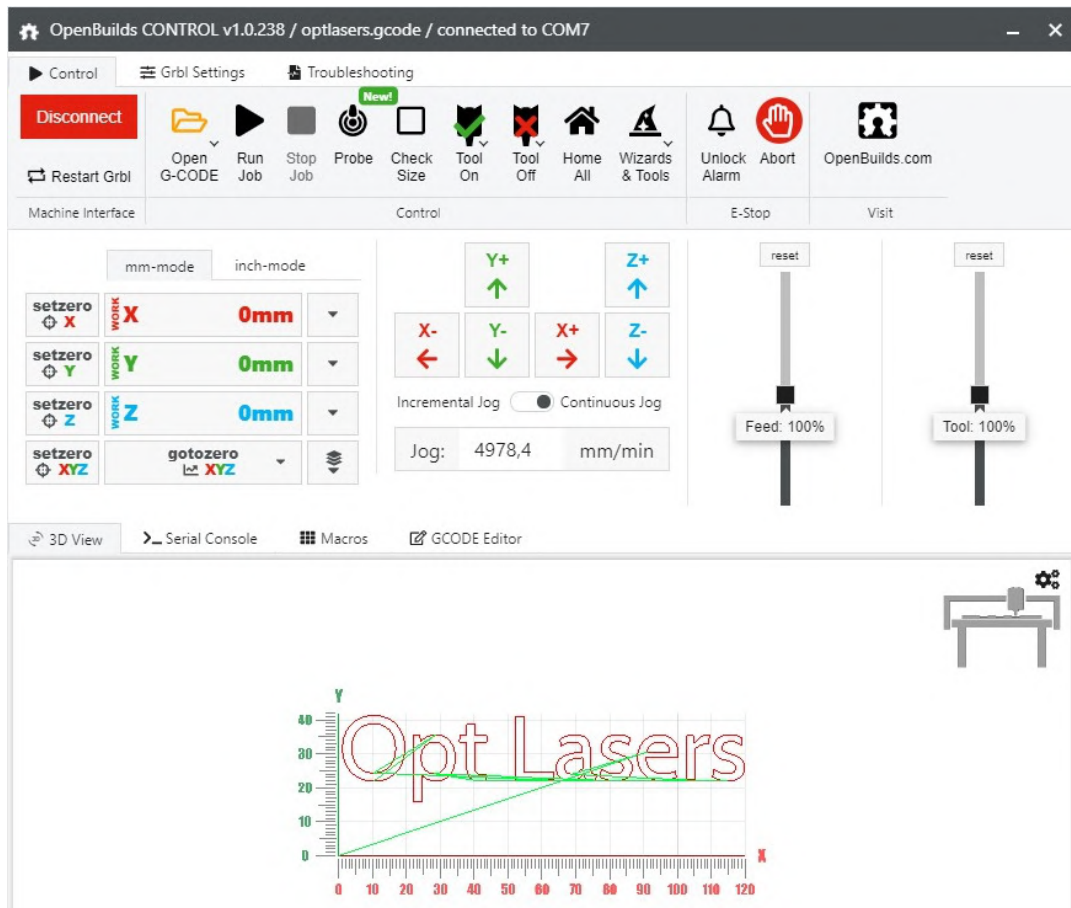 OpenBuilds CONTROL v1.0.238 / optlasers.gcode / connected to COM7
Control Grbl Settings Troubleshooting
New!
Disconnect
Restart Grbl
Open G-CODE
Run Job
Stop Job
Probe
Check Size
Tool On
Tool Off
Home All
Wizards & Tools
Unlock Alarm
Abort
OpenBuilds.com
Machine Interface Control E-Stop Visit
mm-mode inch-mode
setzero X
WORK X 0mm
setzero Y
WORK Y 0mm
setzero Z
WORK Z 0mm
setzero XYZ
gotozero XYZ
Y+ Z+
X- Y- X+ Z-
Incremental Jog Continuous Jog
Jog: 4978,4 mm/min
reset reset
Feed: 100% Tool: 100%
3D View Serial Console Macros GCODE Editor
Y
40
30
20
10
0
Opt Lasers
X
0 10 20 30 40 50 60 70 80 90 100 110 120